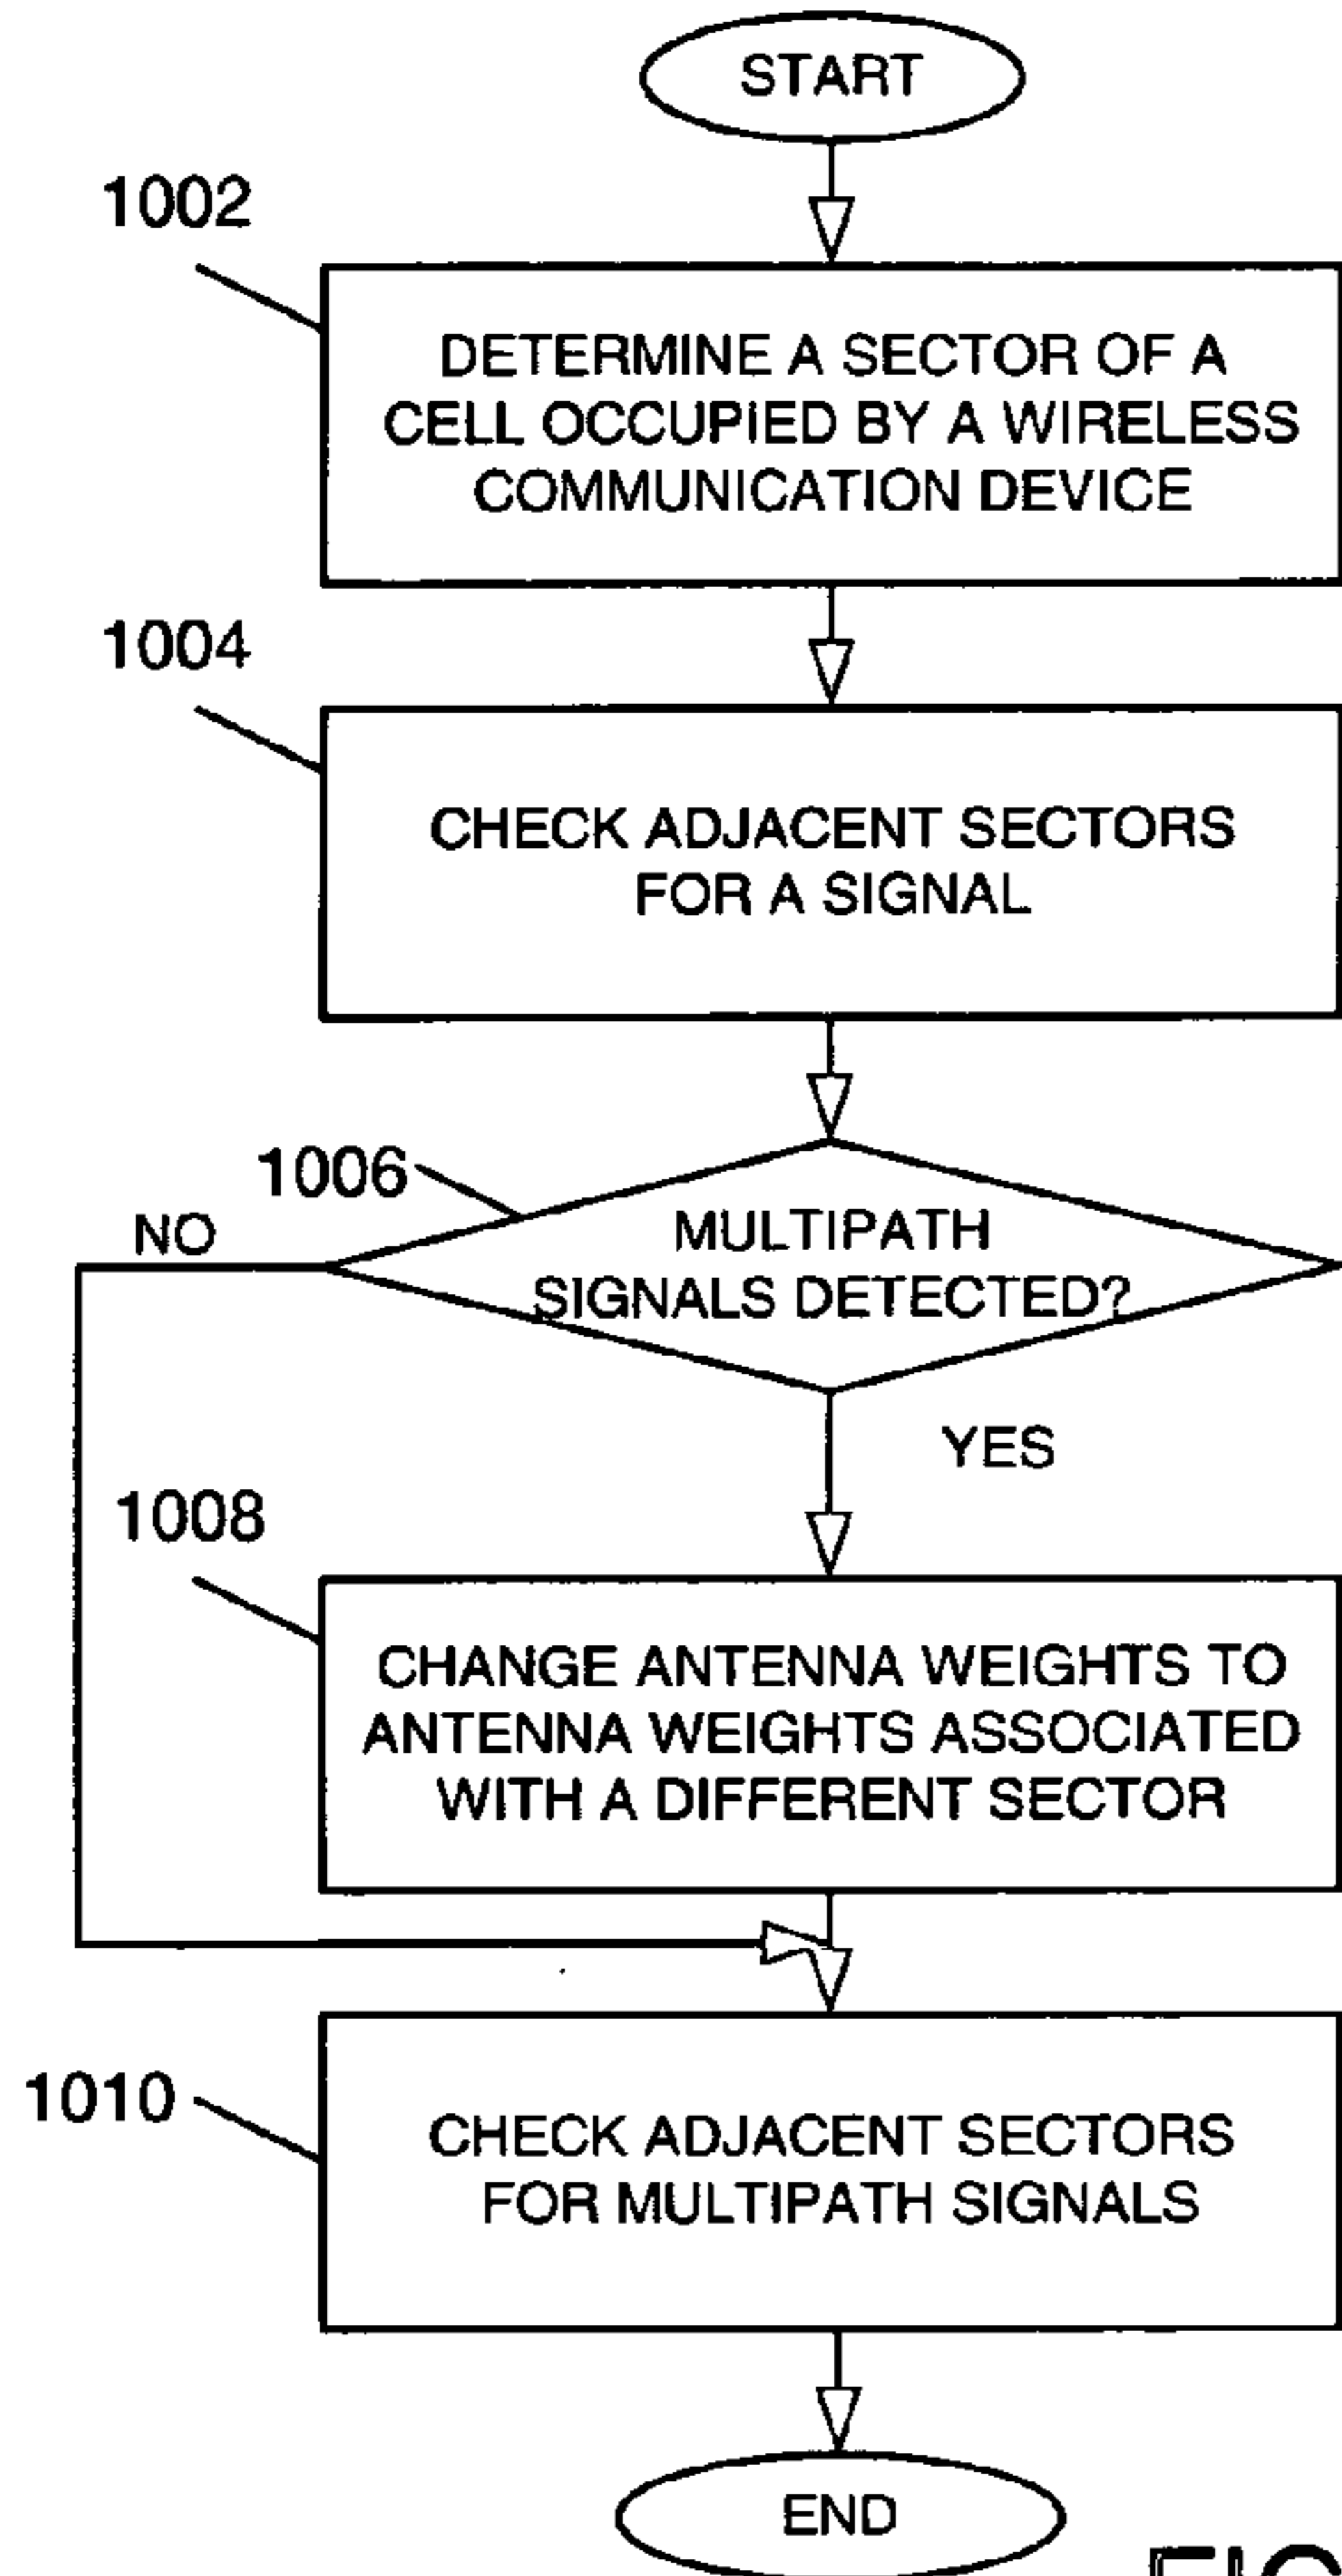 START
1002
DETERMINE A SECTOR OF A
CELL OCCUPIED BY A WIRELESS
COMMUNICATION DEVICE
1004
CHECK ADJACENT SECTORS
FOR A SIGNAL
1006
NO
MULTIPATH
SIGNALS DETECTED?
YES
1008
CHANGE ANTENNA WEIGHTS TO
ANTENNA WEIGHTS ASSOCIATED
WITH A DIFFERENT SECTOR
1010
CHECK ADJACENT SECTORS
FOR MULTIPATH SIGNALS
END